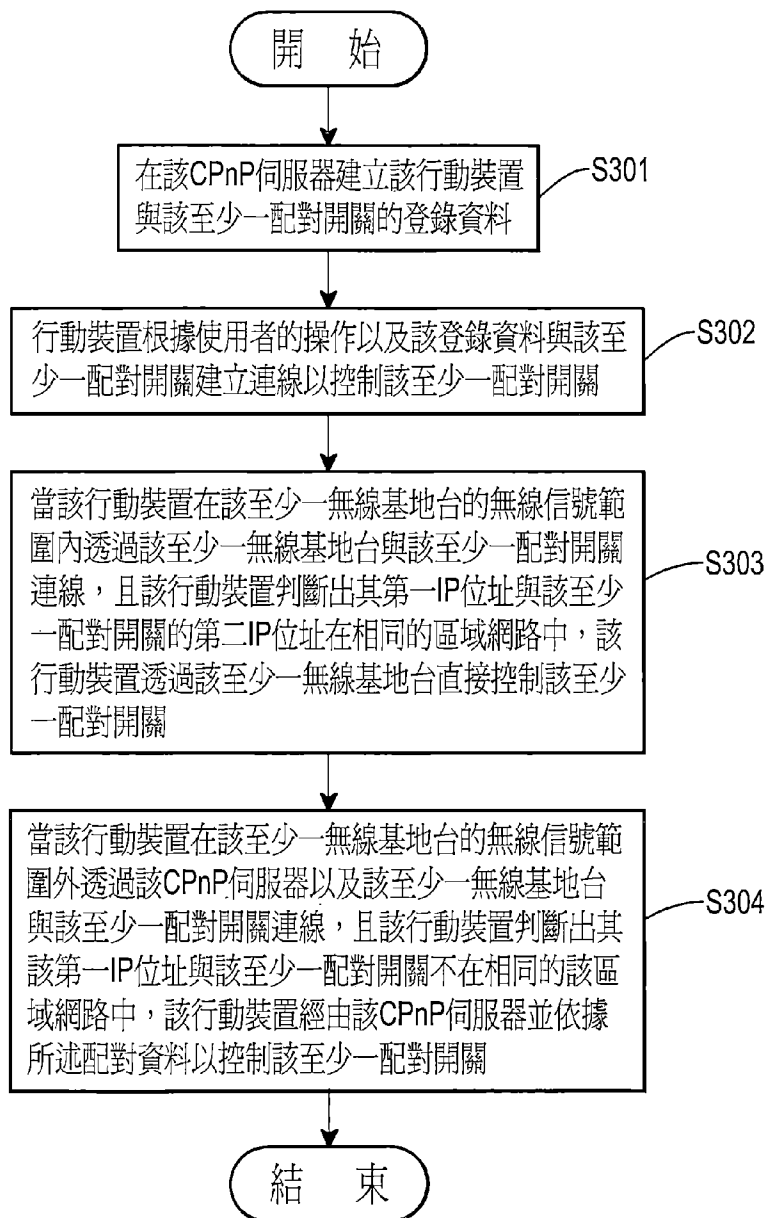 開 始
在該CPnP伺服器建立該行動裝置
與該至少一配對開關的登錄資料
S301
行動裝置根據使用者的操作以及該登錄資料與該至
少一配對開關建立連線以控制該至少一配對開關
S302
當該行動裝置在該至少一無線基地台的無線信號範
圍內透過該至少一無線基地台與該至少一配對開關
連線，且該行動裝置判斷出其第一IP位址與該至少
一配對開關的第二IP位址在相同的區域網路中，該
行動裝置透過該至少一無線基地台直接控制該至少
一配對開關
S303
當該行動裝置在該至少一無線基地台的無線信號範
圍外透過該CPnP伺服器以及該至少一無線基地台
與該至少一配對開關連線，且該行動裝置判斷出其
該第一IP位址與該至少一配對開關不在相同的該區
域網路中，該行動裝置經由該CPnP伺服器並依據
所述配對資料以控制該至少一配對開關
S304
結 束